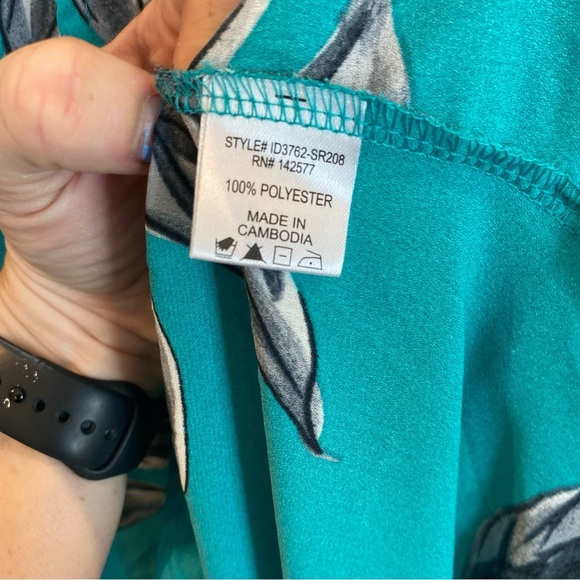 STYLE# ID3762-SR208
RN# 142577
100% POLYESTER
MADE IN
CAMBODIA